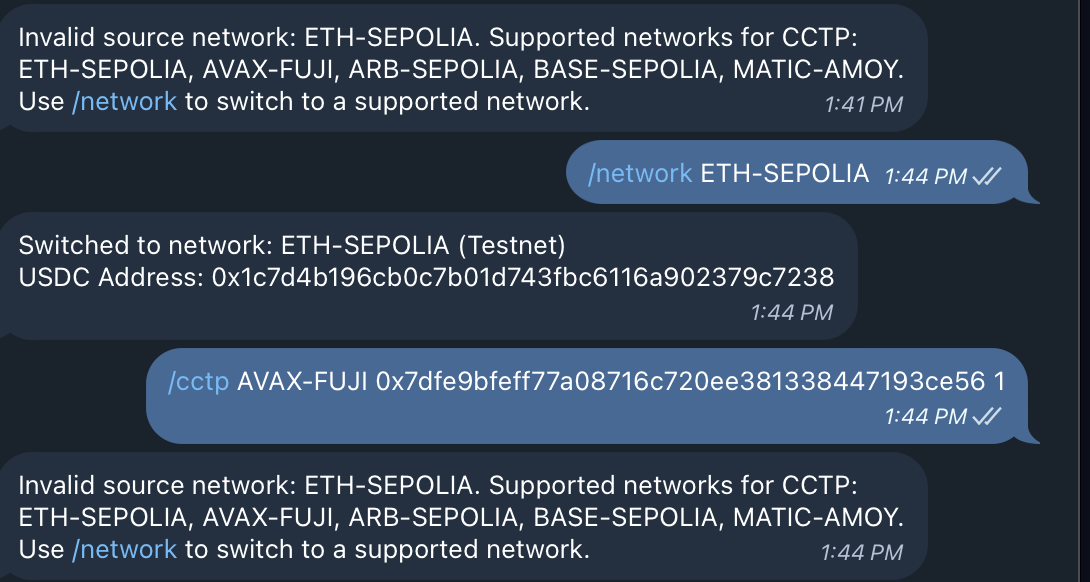 Invalid source network: ETH-SEPOLIA. Supported networks for CCTP:
ETH-SEPOLIA, AVAX-FUJI, ARB-SEPOLIA, BASE-SEPOLIA, MATIC-AMOY.
Use /network to switch to a supported network.
1:41 PM
/network ETH-SEPOLIA 1:44 PM
Switched to network: ETH-SEPOLIA (Testnet)
USDC Address: 0x1c7d4b196cb0c7b01d743fbc6116a902379c7238
1:44 PM
/cctp AVAX-FUJI 0x7dfe9bfeff77a08716c720ee381338447193ce56 1
1:44 PM
Invalid source network: ETH-SEPOLIA. Supported networks for CCTP:
ETH-SEPOLIA, AVAX-FUJI, ARB-SEPOLIA, BASE-SEPOLIA, MATIC-AMOY.
Use /network to switch to a supported network.
1:44 PM